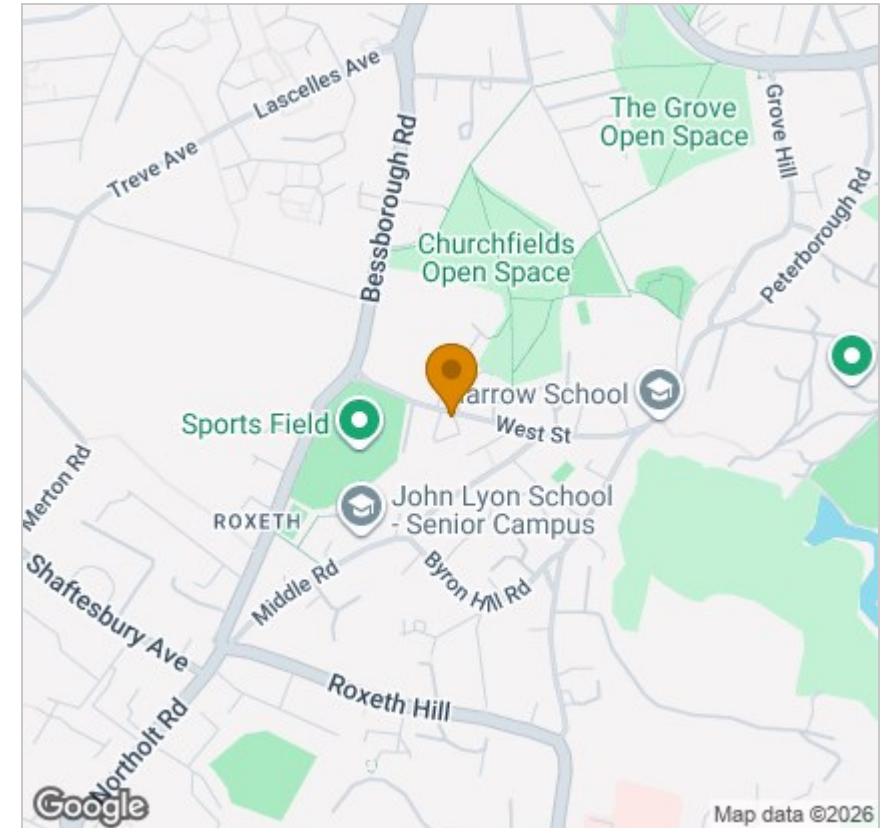 Lascelles Ave
Treve Ave
Bessborough Rd
The Grove
Open Space
Grove Hill
Peterborough Rd
Churchfields
Open Space
Harrow School
West St
Sports Field
Merton Rd
ROXETH
John Lyon School
- Senior Campus
Middle Rd
Byron Hill Rd
Shaftesbury Ave
Roxeth Hill
Northolt Rd
Google
Map data ©2026